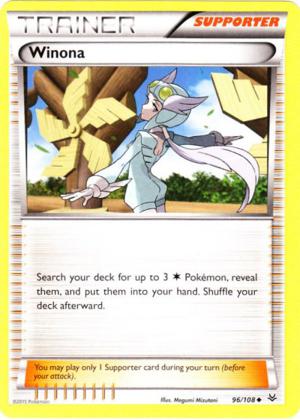 TRAINER SUPPORTER
Winona
Search your deck for up to 3 Pokémon, reveal
them, and put them into your hand. Shuffle your
deck afterward.
You may play only 1 Supporter card during your turn (before
your attack).
©2015 Pokémon
Illus. Megumi Mizutani
96/108